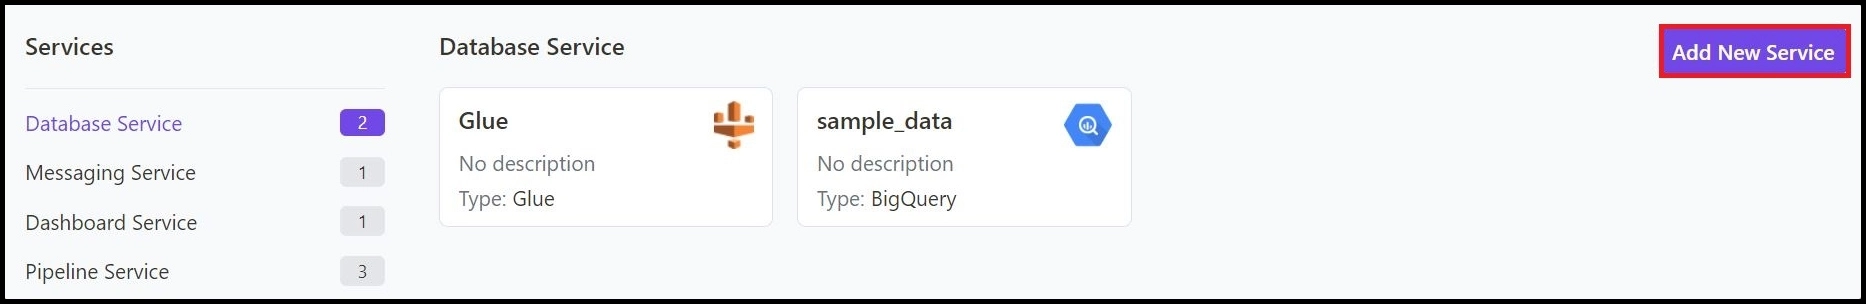 Services
Database Service 2
Messaging Service 1
Dashboard Service 1
Pipeline Service 3
Database Service
Add New Service
Glue
No description
Type: Glue
sample_data
No description
Type: BigQuery